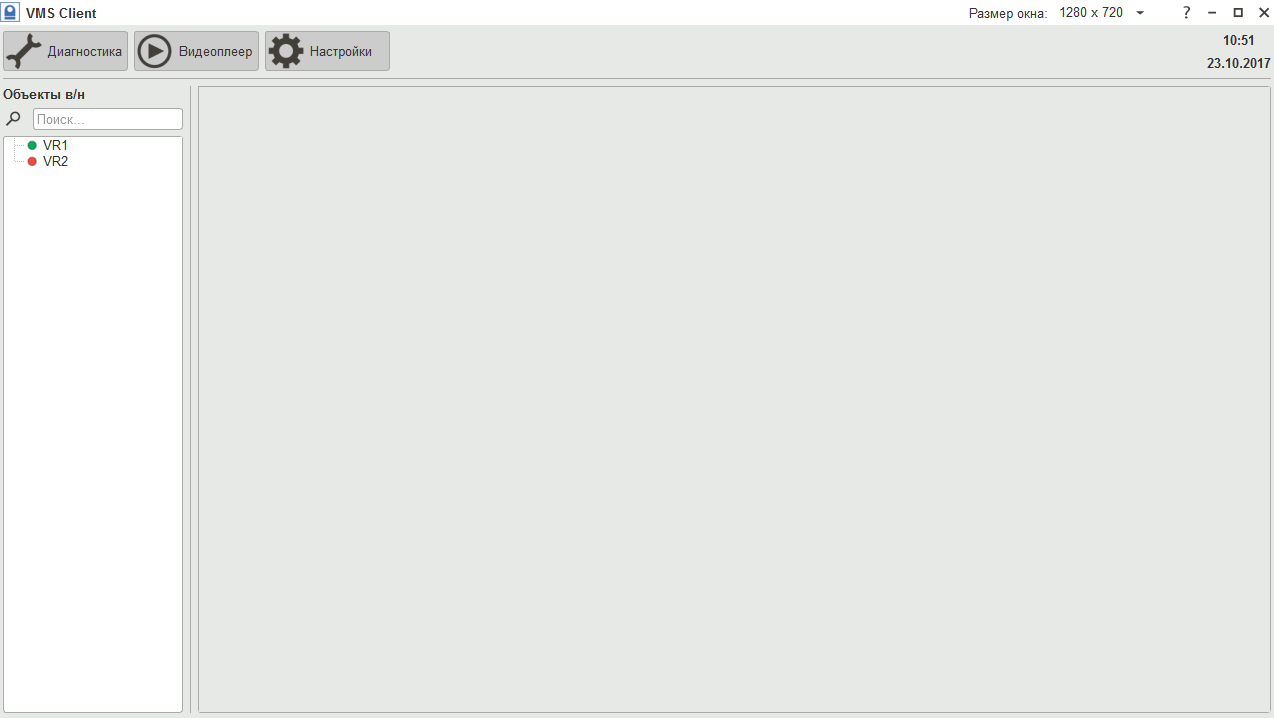 VMS Client
Размер окна: 1280 x 720
?
Диагностика
Видеоплеер
Настройки
10:51
23.10.2017
Объекты в/н
Поиск...
VR1
VR2